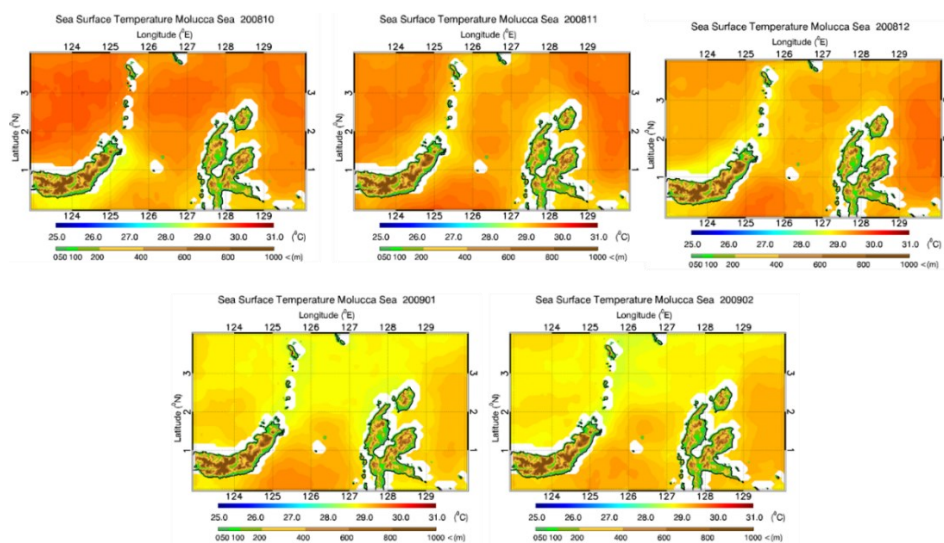 Sea Surface Temperature Molucca Sea 200810
Longitude (°E)
124 125 126 127 128 129
Latitude (°N)
3
2
1
124 125 126 127 128 129
25.0 26.0 27.0 28.0 29.0 30.0 31.0 (°C)
050 100 200 400 600 800 1000 <(m)
Sea Surface Temperature Molucca Sea 200811
Longitude (°E)
124 125 126 127 128 129
Latitude (°N)
3
2
1
124 125 126 127 128 129
25.0 26.0 27.0 28.0 29.0 30.0 31.0 (°C)
050 100 200 400 600 800 1000 <(m)
Sea Surface Temperature Molucca Sea 200812
Longitude (°E)
124 125 126 127 128 129
Latitude (°N)
3
2
1
124 125 126 127 128 129
25.0 26.0 27.0 28.0 29.0 30.0 31.0 (°C)
050 100 200 400 600 800 1000 <(m)
Sea Surface Temperature Molucca Sea 200901
Longitude (°E)
124 125 126 127 128 129
Latitude (°N)
3
2
1
124 125 126 127 128 129
25.0 26.0 27.0 28.0 29.0 30.0 31.0 (°C)
050 100 200 400 600 800 1000 <(m)
Sea Surface Temperature Molucca Sea 200902
Longitude (°E)
124 125 126 127 128 129
Latitude (°N)
3
2
1
124 125 126 127 128 129
25.0 26.0 27.0 28.0 29.0 30.0 31.0 (°C)
050 100 200 400 600 800 1000 <(m)